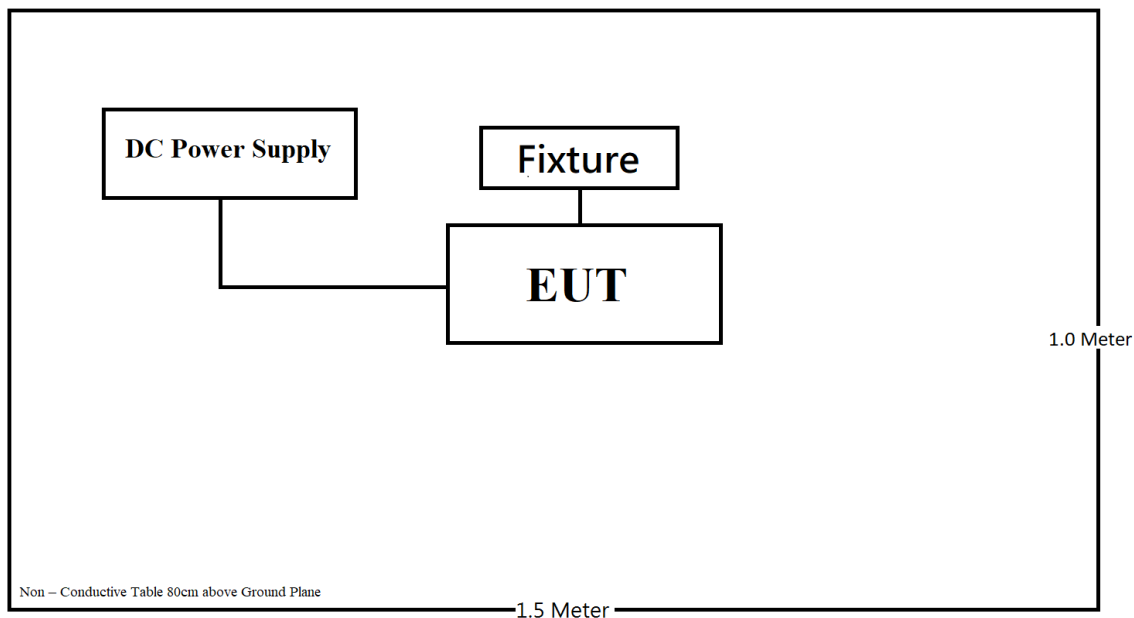 DC Power Supply
Fixture
EUT
1.0 Meter
Non – Conductive Table 80cm above Ground Plane
1.5 Meter